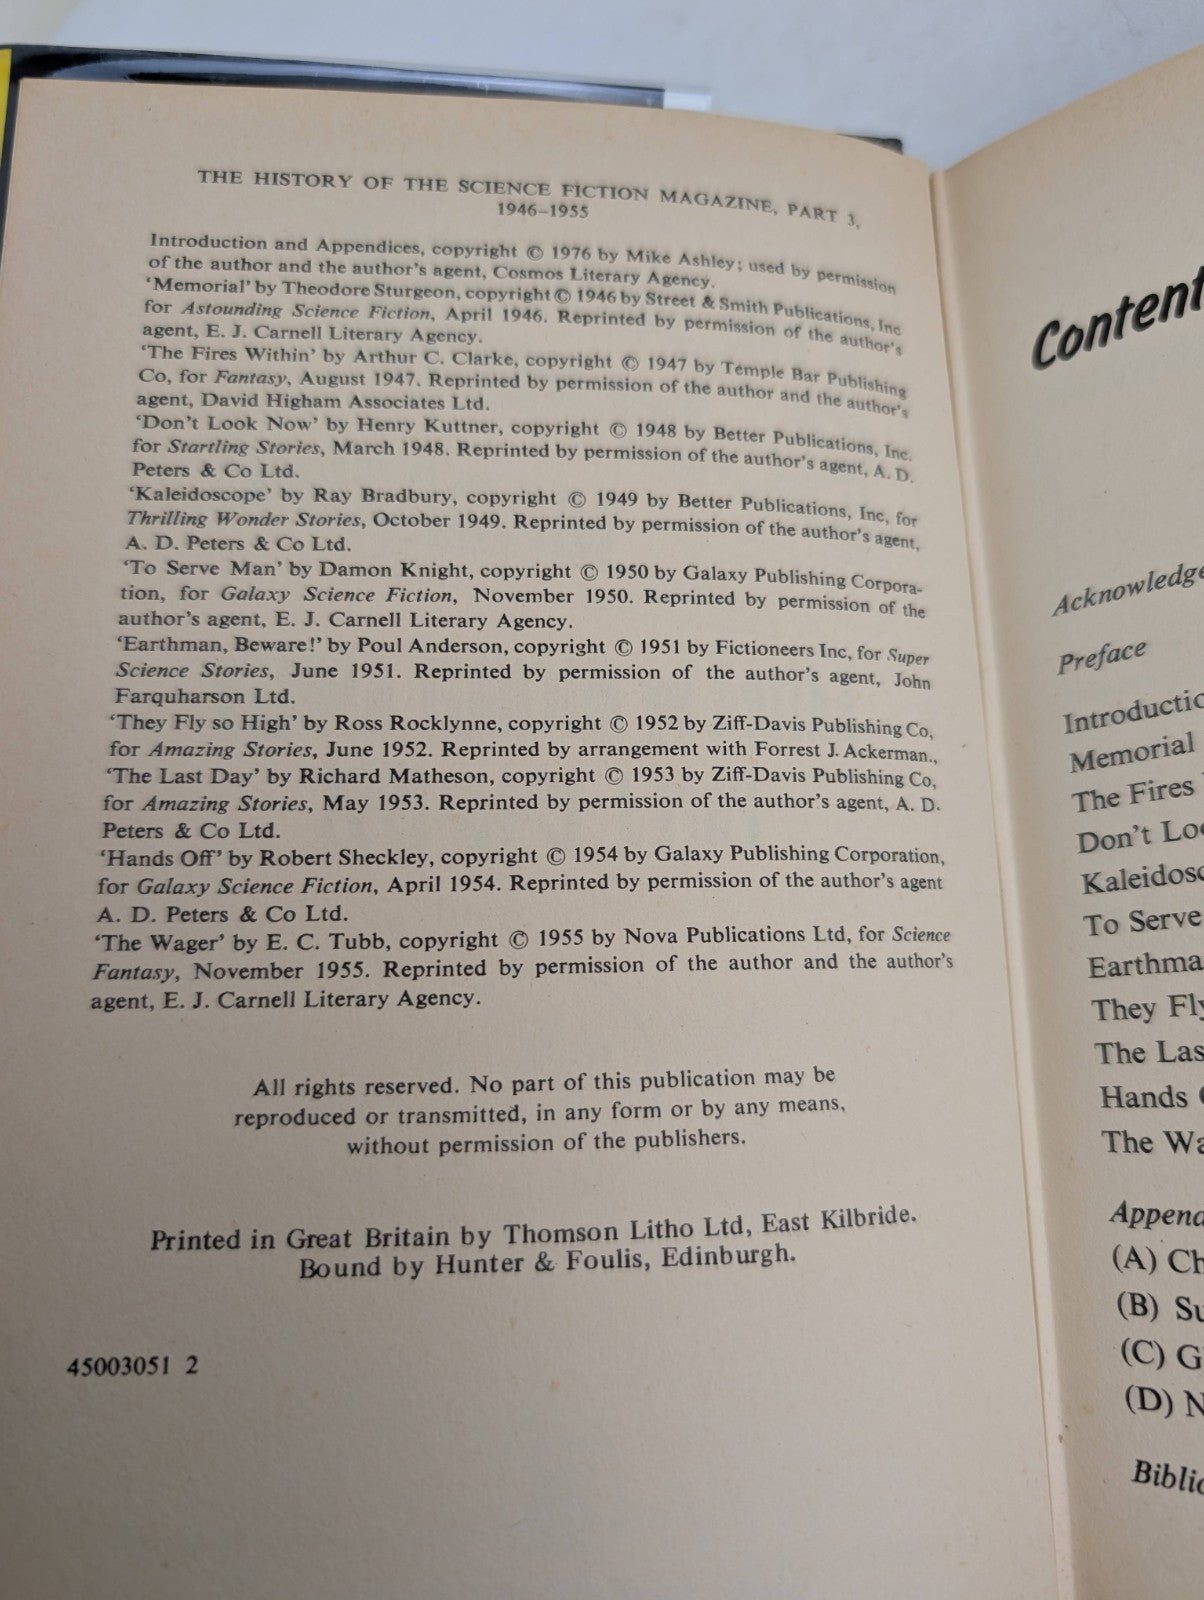 THE HISTORY OF THE SCIENCE FICTION MAGAZINE, PART 3,
1946–1955
Introduction and Appendices, copyright © 1976 by Mike Ashley; used by permission
of the author and the author's agent, Cosmos Literary Agency.
'Memorial' by Theodore Sturgeon, copyright © 1946 by Street & Smith Publications, Inc
for Astounding Science Fiction, April 1946. Reprinted by permission of the author's
agent, E. J. Carnell Literary Agency.
'The Fires Within' by Arthur C. Clarke, copyright © 1947 by Temple Bar Publishing
Co, for Fantasy, August 1947. Reprinted by permission of the author and the author's
agent, David Higham Associates Ltd.
'Don't Look Now' by Henry Kuttner, copyright © 1948 by Better Publications, Inc.
for Startling Stories, March 1948. Reprinted by permission of the author's agent, A. D.
Peters & Co Ltd.
'Kaleidoscope' by Ray Bradbury, copyright © 1949 by Better Publications, Inc, for
Thrilling Wonder Stories, October 1949. Reprinted by permission of the author's agent,
A. D. Peters & Co Ltd.
'To Serve Man' by Damon Knight, copyright © 1950 by Galaxy Publishing Corpora-
tion, for Galaxy Science Fiction, November 1950. Reprinted by permission of the
author's agent, E. J. Carnell Literary Agency.
'Earthman, Beware!' by Poul Anderson, copyright © 1951 by Fictioneers Inc, for Super
Science Stories, June 1951. Reprinted by permission of the author's agent, John
Farquharson Ltd.
'They Fly so High' by Ross Rocklynne, copyright © 1952 by Ziff-Davis Publishing Co,
for Amazing Stories, June 1952. Reprinted by arrangement with Forrest J. Ackerman.,
'The Last Day' by Richard Matheson, copyright © 1953 by Ziff-Davis Publishing Co,
for Amazing Stories, May 1953. Reprinted by permission of the author's agent, A. D.
Peters & Co Ltd.
'Hands Off' by Robert Sheckley, copyright © 1954 by Galaxy Publishing Corporation,
for Galaxy Science Fiction, April 1954. Reprinted by permission of the author's agent
A. D. Peters & Co Ltd.
'The Wager' by E. C. Tubb, copyright © 1955 by Nova Publications Ltd, for Science
Fantasy, November 1955. Reprinted by permission of the author and the author's
agent, E. J. Carnell Literary Agency.
All rights reserved. No part of this publication may be
reproduced or transmitted, in any form or by any means,
without permission of the publishers.
Printed in Great Britain by Thomson Litho Ltd, East Kilbride.
Bound by Hunter & Foulis, Edinburgh.
45003051 2
Content
Acknowledge
Preface
Introductio
Memorial
The Fires
Don't Loo
Kaleidosc
To Serve
Earthma
They Fly
The Las
Hands
The Wa
Append
(A) Ch
(B) Su
(C) G
(D) N
Biblio